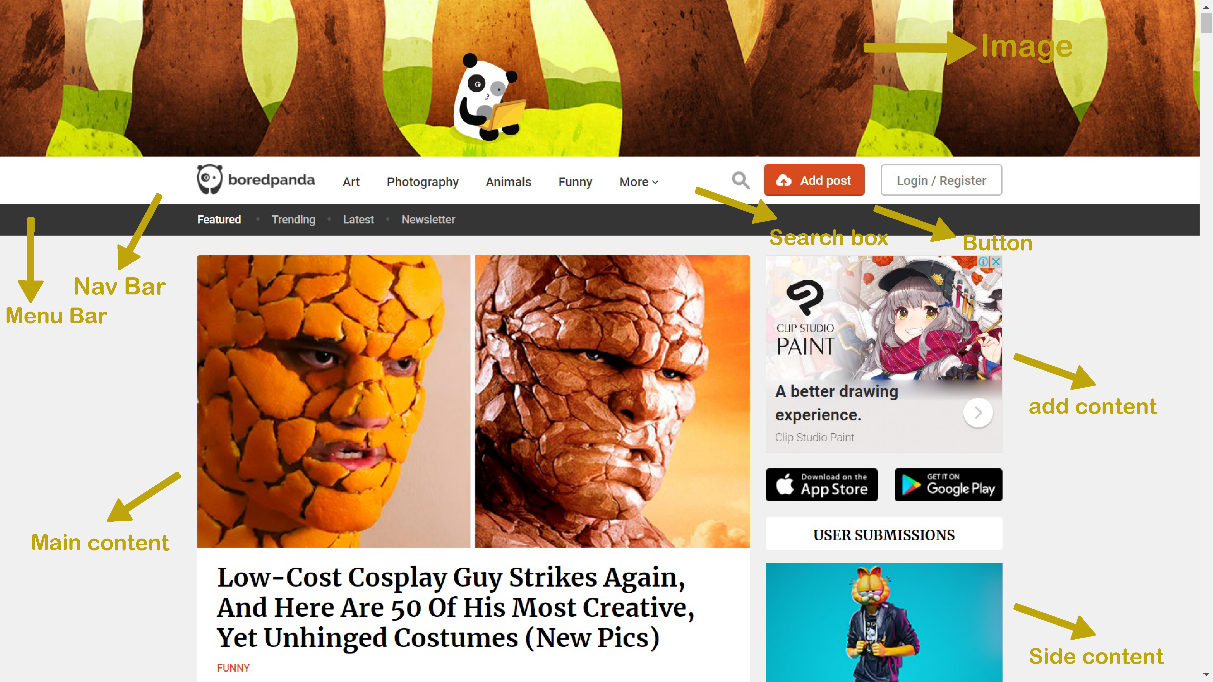 Image
boredpanda
Art
Photography
Animals
Funny
More
Add post
Login / Register
Featured
Trending
Latest
Newsletter
Search box
Button
Nav Bar
Menu Bar
CLIP STUDIO
PAINT
A better drawing
experience.
Clip Studio Paint
add content
Download on the
App Store
GET IT ON
Google Play
USER SUBMISSIONS
Main content
Low-Cost Cosplay Guy Strikes Again,
And Here Are 50 Of His Most Creative,
Yet Unhinged Costumes (New Pics)
FUNNY
Side content